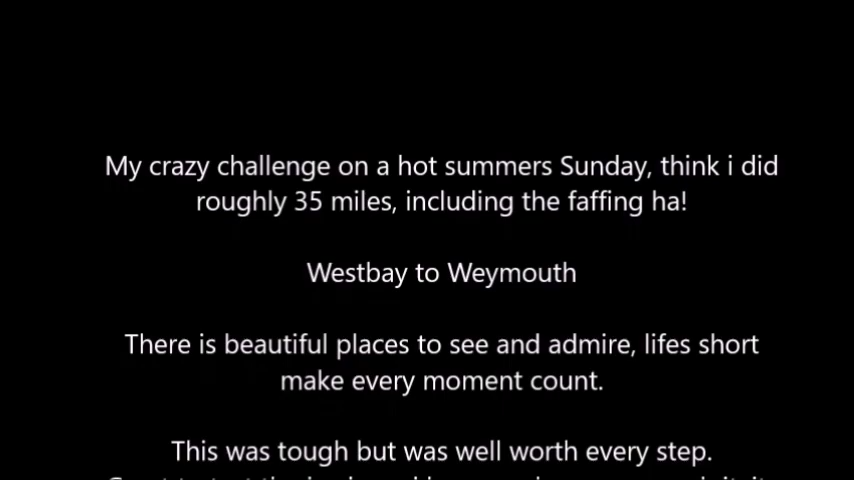 My crazy challenge on a hot summers Sunday, think i did
roughly 35 miles, including the faffing ha!
Westbay to Weymouth
There is beautiful places to see and admire, lifes short
make every moment count.
This was tough but was well worth every step.